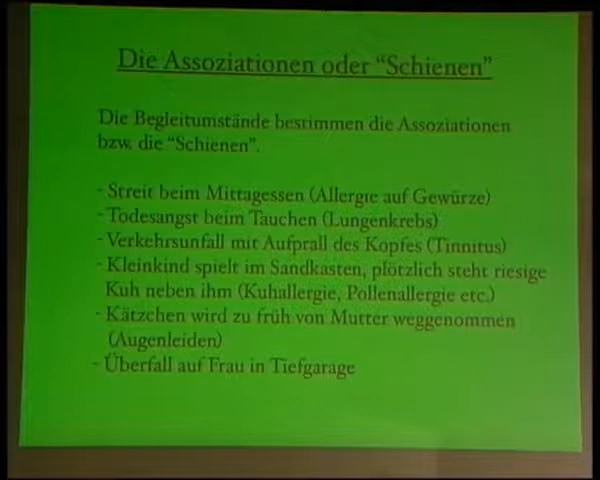 Die Assoziationen oder "Schienen"
Die Begleitumstände bestimmen die Assoziationen
bzw. die "Schienen".
- Streit beim Mittagessen (Allergie auf Gewürze)
- Todesangst beim Tauchen (Lungenkrebs)
- Verkehrsunfall mit Aufprall des Kopfes (Tinnitus)
- Kleinkind spielt im Sandkasten, plötzlich steht riesige
Kuh neben ihm (Kuhallergie, Pollenallergie etc.)
- Kätzchen wird zu früh von Mutter weggenommen
(Augenleiden)
- Überfall auf Frau in Tiefgarage